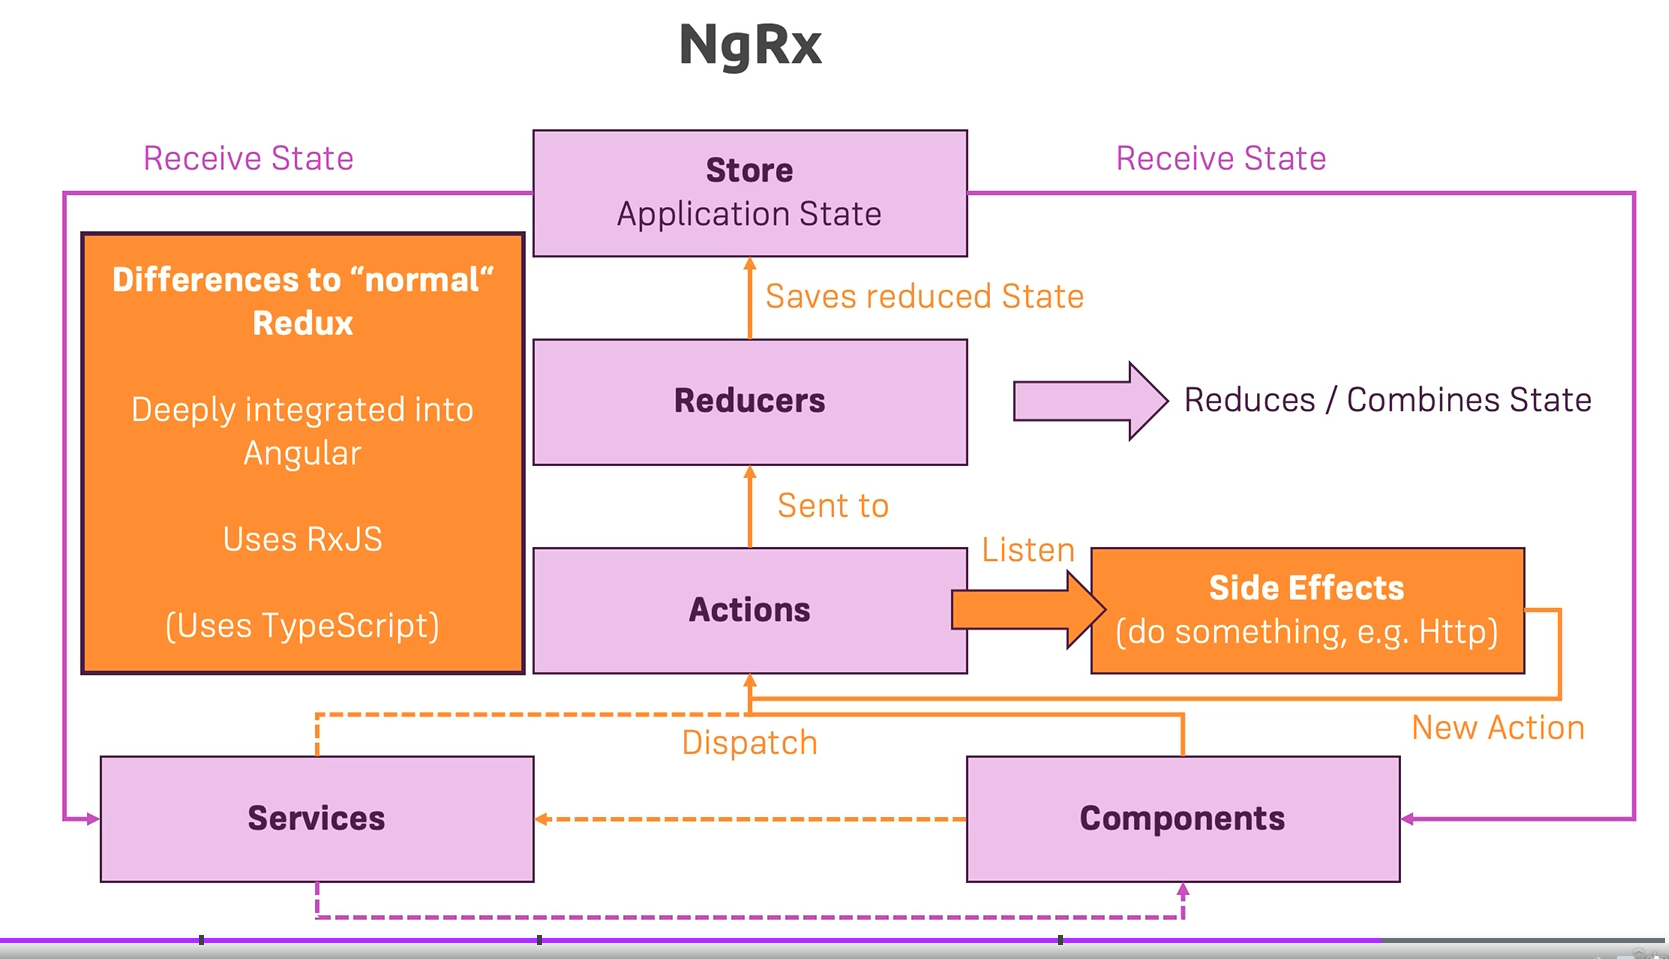 NgRx
Receive State
Receive State
Store
Application State
Differences to “normal“
Redux
Deeply integrated into
Angular
Uses RxJS
(Uses TypeScript)
Saves reduced State
Reducers
Reduces / Combines State
Sent to
Actions
Listen
Side Effects
(do something, e.g. Http)
New Action
Dispatch
Services
Components